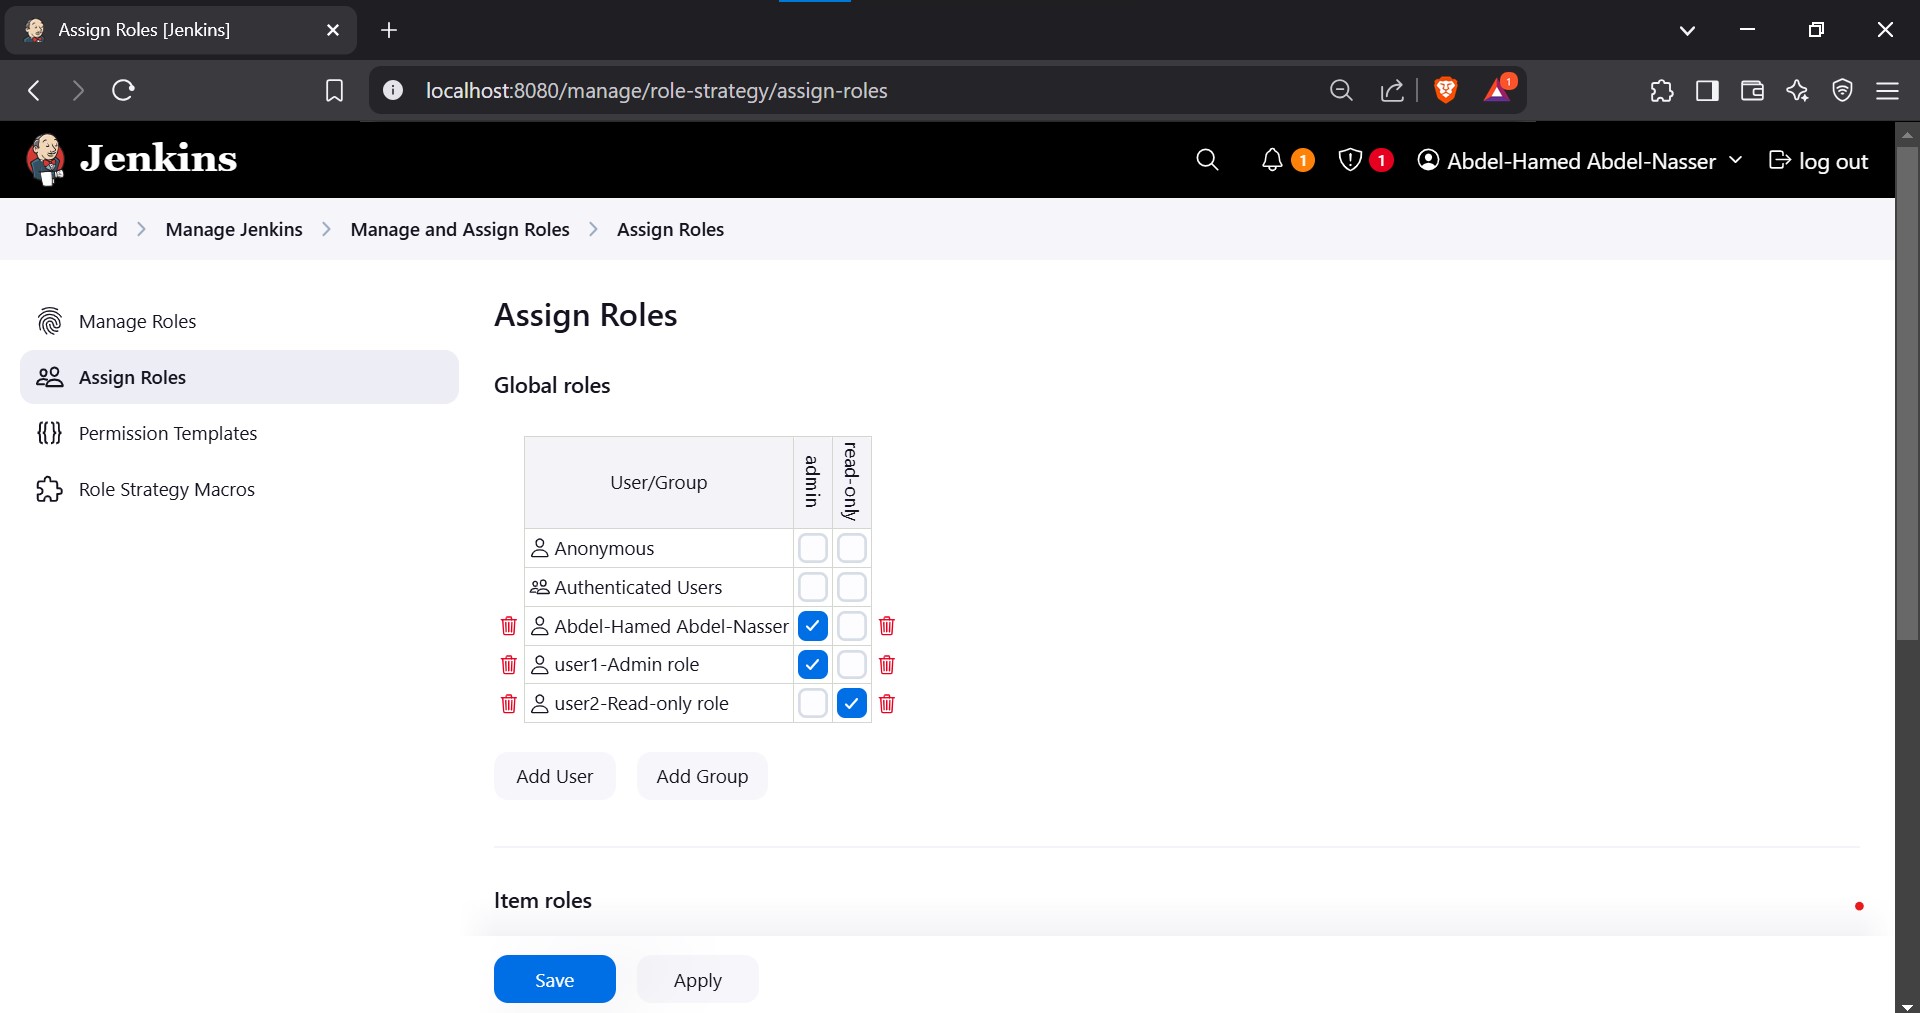 Assign Roles [Jenkins]
localhost:8080/manage/role-strategy/assign-roles
1
Jenkins
1
1
Abdel-Hamed Abdel-Nasser
log out
Dashboard
Manage Jenkins
Manage and Assign Roles
Assign Roles
Manage Roles
Assign Roles
Permission Templates
Role Strategy Macros
Assign Roles
Global roles
User/Group
admin
read-only
Anonymous
Authenticated Users
Abdel-Hamed Abdel-Nasser
user1-Admin role
user2-Read-only role
Add User
Add Group
Item roles
Save
Apply